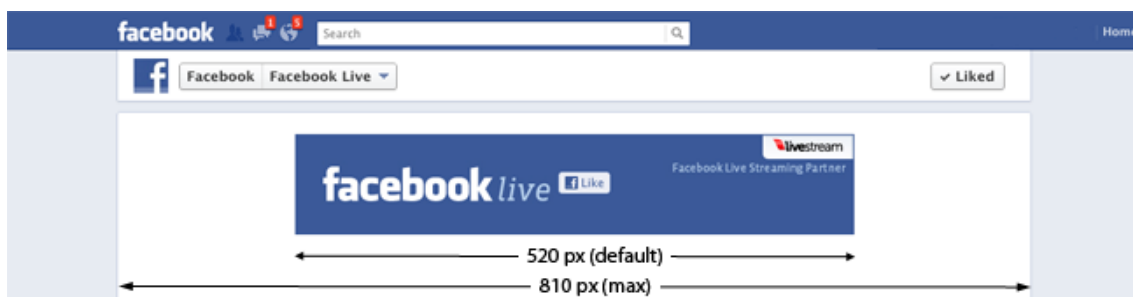 facebook 1 5 Search Home
Facebook Facebook Live Liked
livestream
Facebook Live Streaming Partner
facebook live Like
520 px (default)
810 px (max)